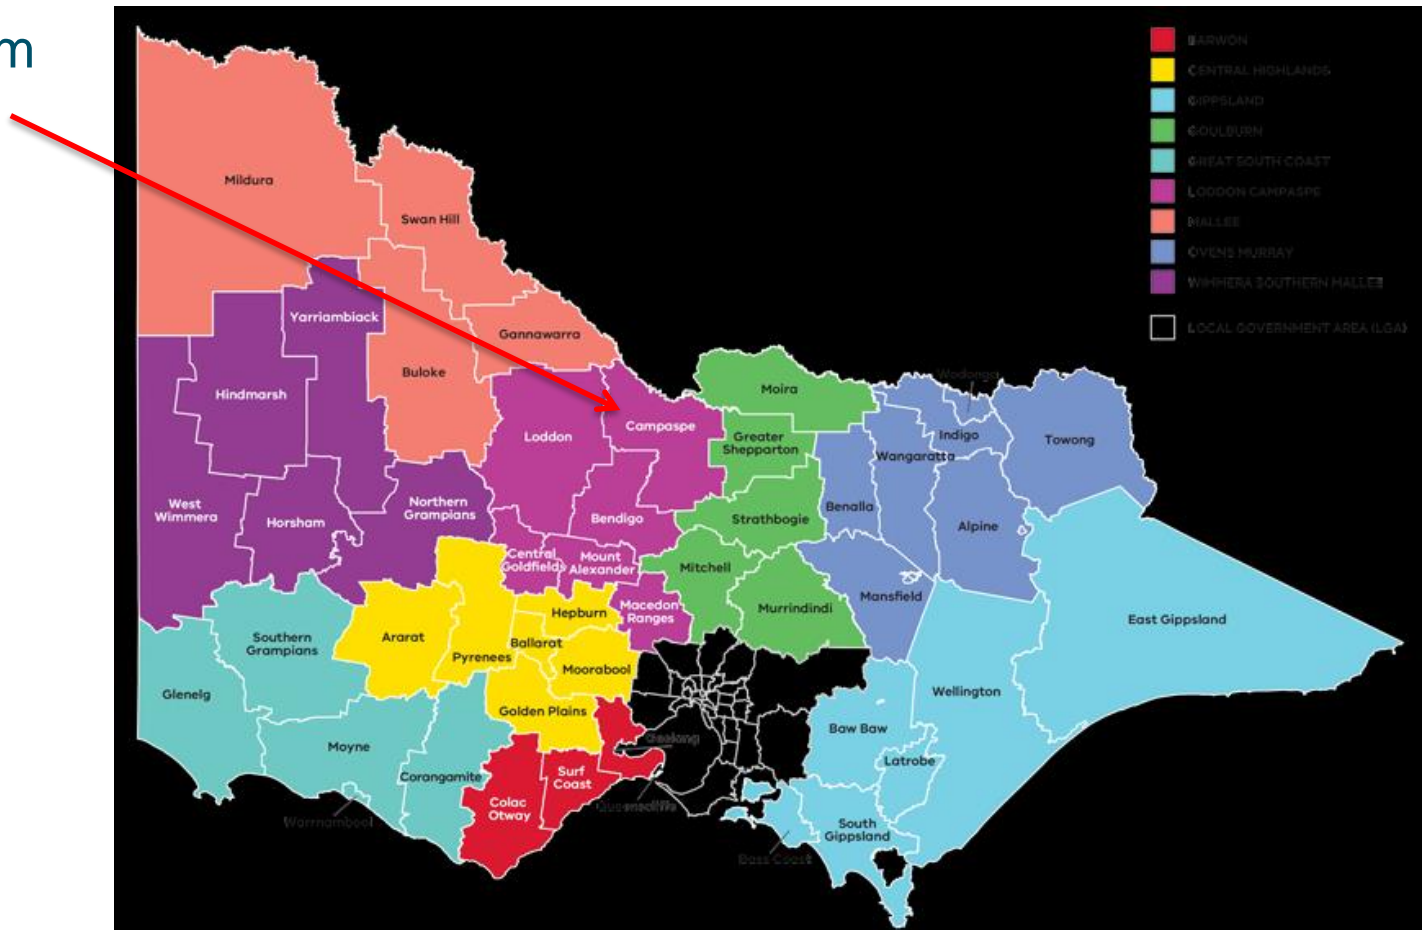 m
BARWON
CENTRAL HIGHLANDS
GIPPSLAND
GOULBURN
GREAT SOUTH COAST
LODDON CAMPASPE
MALLEE
OVENS MURRAY
WIMMERA SOUTHERN MALLEE
LOCAL GOVERNMENT AREA (LGA)
Mildura
Swan Hill
Yarriambiack
Gannawarra
Buloke
Hindmarsh
Moira
Wodonga
Campaspe
Loddon
Greater
Shepparton
Indigo
Wangaratta
Towong
West
Wimmera
Horsham
Northern
Grampians
Bendigo
Strathbogie
Benalla
Alpine
Central
Goldfields
Mount
Alexander
Mitchell
Mansfield
Murrindindi
Macedon
Ranges
Hepburn
East Gippsland
Southern
Grampians
Ararat
Ballarat
Pyrenees
Moorabool
Glenelg
Wellington
Golden Plains
Baw Baw
Geelong
Moyne
Latrobe
Corangamite
Surf
Coast
Colac
Otway
Queenscliffe
Warrnambool
South
Gippsland
Bass Coast